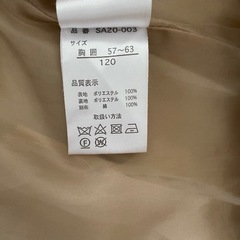 品番 SA20-003
サイズ
胸囲 57～63
120
品質表示
表地 ポリエステル 100%
裏地 ポリエステル 100%
別布 綿 100%
取扱い方法